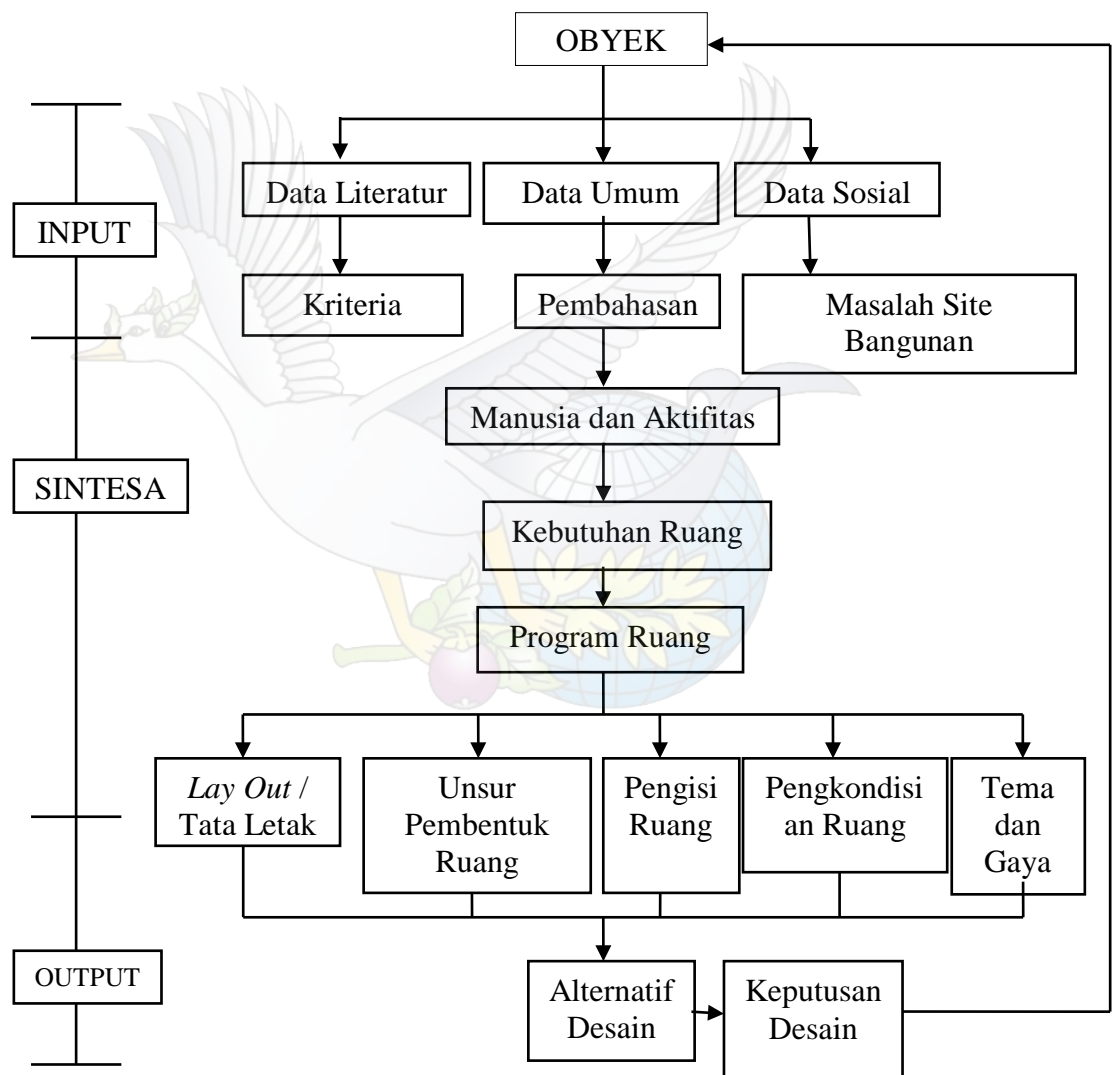 OBYEK
Data Literatur
Data Umum
Data Sosial
INPUT
Kriteria
Pembahasan
Masalah Site
Bangunan
Manusia dan Aktifitas
SINTESA
Kebutuhan Ruang
Program Ruang
Lay Out /
Tata Letak
Unsur
Pembentuk
Ruang
Pengisi
Ruang
Pengkondisi
an Ruang
Tema
dan
Gaya
OUTPUT
Alternatif
Desain
Keputusan
Desain